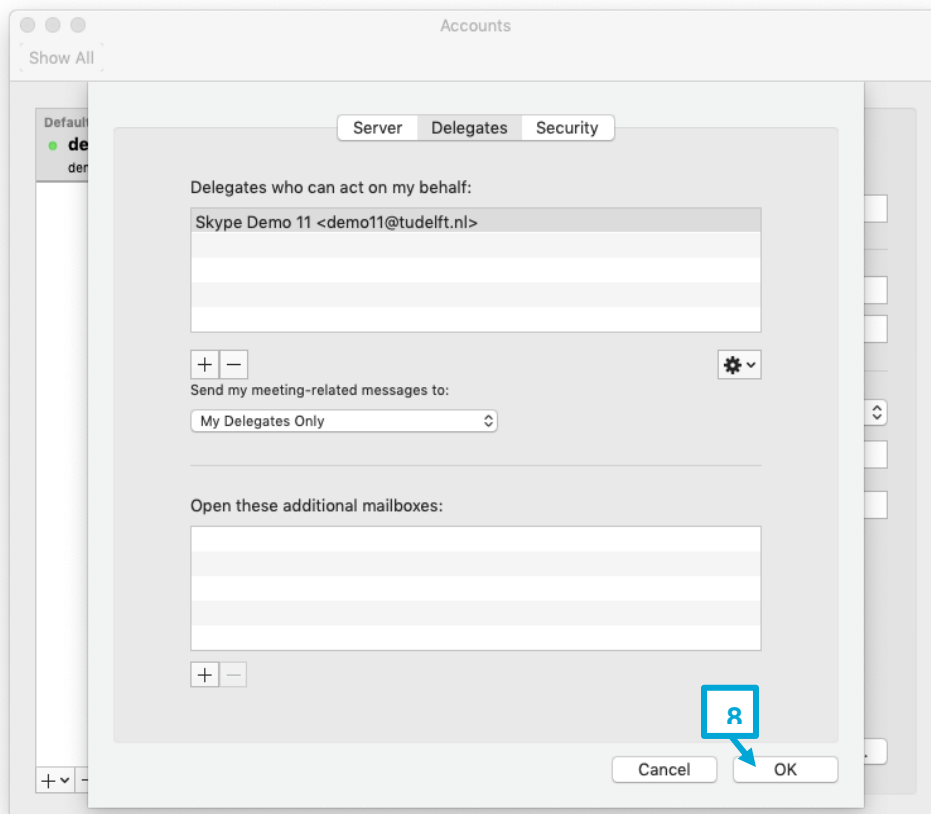 Accounts
Show All
Default
de
der
Server Delegates Security
Delegates who can act on my behalf:
Skype Demo 11 <demo11@tudelft.nl>
Send my meeting-related messages to:
My Delegates Only
Open these additional mailboxes:
8
Cancel OK